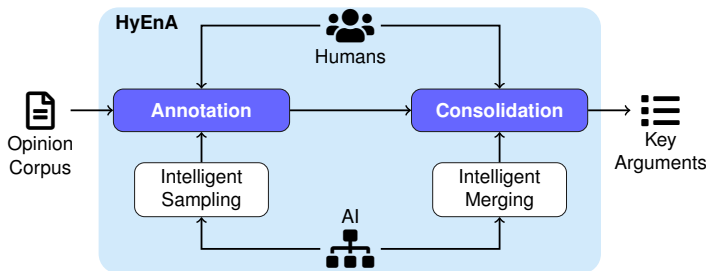 HyEnA
Humans
Annotation
Consolidation
Opinion
Corpus
Key
Arguments
Intelligent
Sampling
Intelligent
Merging
AI